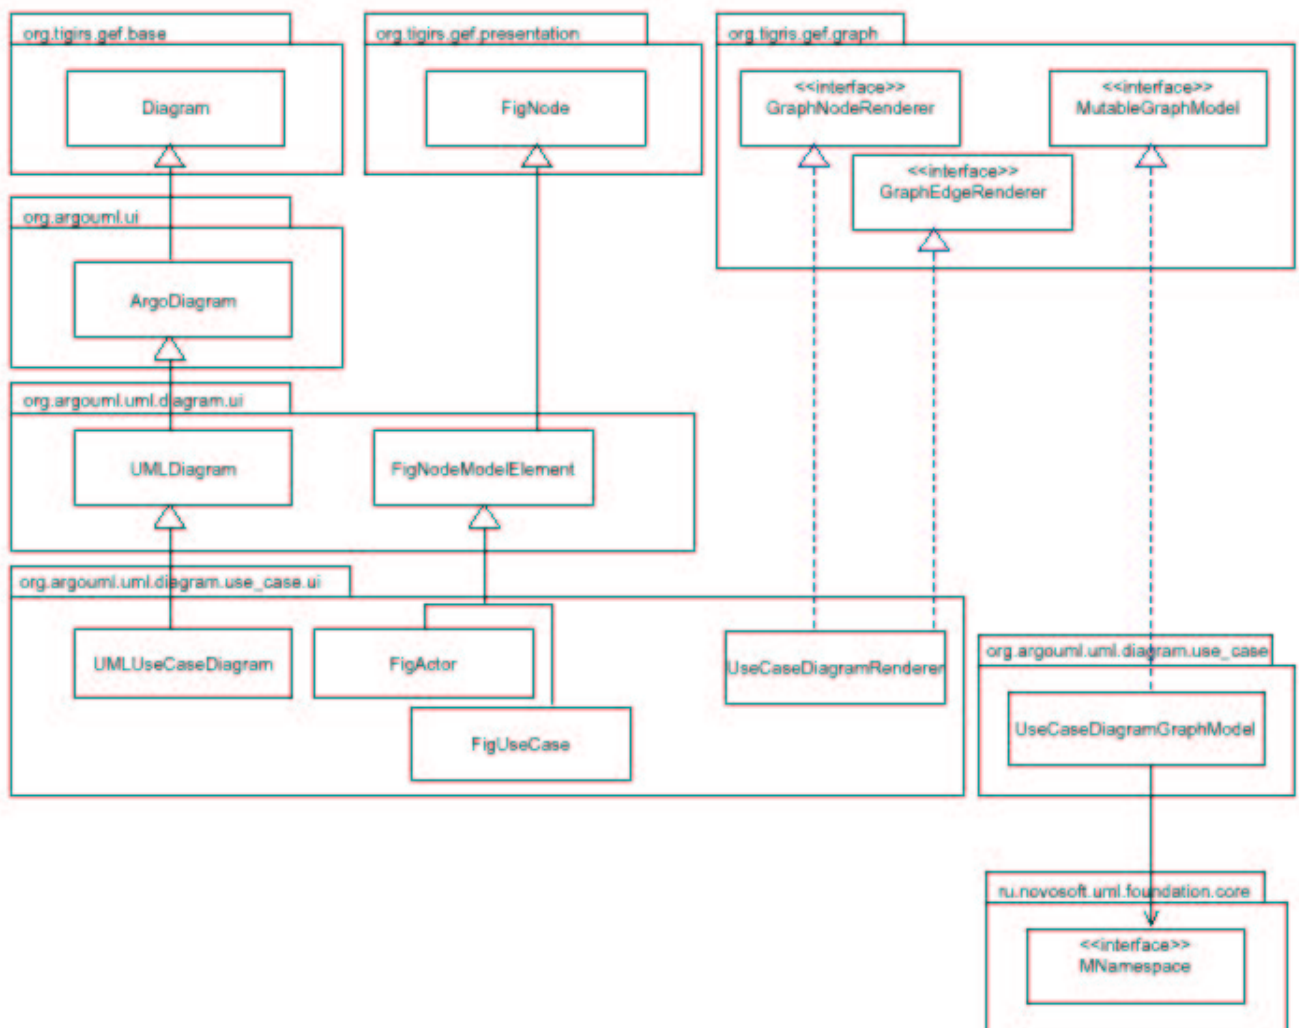 org.tigirs.gef.base
Diagram
org.tigirs.gef.presentation
FigNode
org.tigris.gef.graph
<<interface>>
GraphNodeRenderer
<<interface>>
MutableGraphModel
<<interface>>
GraphEdgeRenderer
org.argouml.ui
ArgoDiagram
org.argouml.uml.diagram.ui
UMLDiagram
FigNodeModelElement
org.argouml.uml.diagram.use_case.ui
UMLUseCaseDiagram
FigActor
FigUseCase
UseCaseDiagramRenderer
org.argouml.uml.diagram.use_case
UseCaseDiagramGraphModel
ru.novosoft.uml.foundation.core
<<interface>>
MNamespace